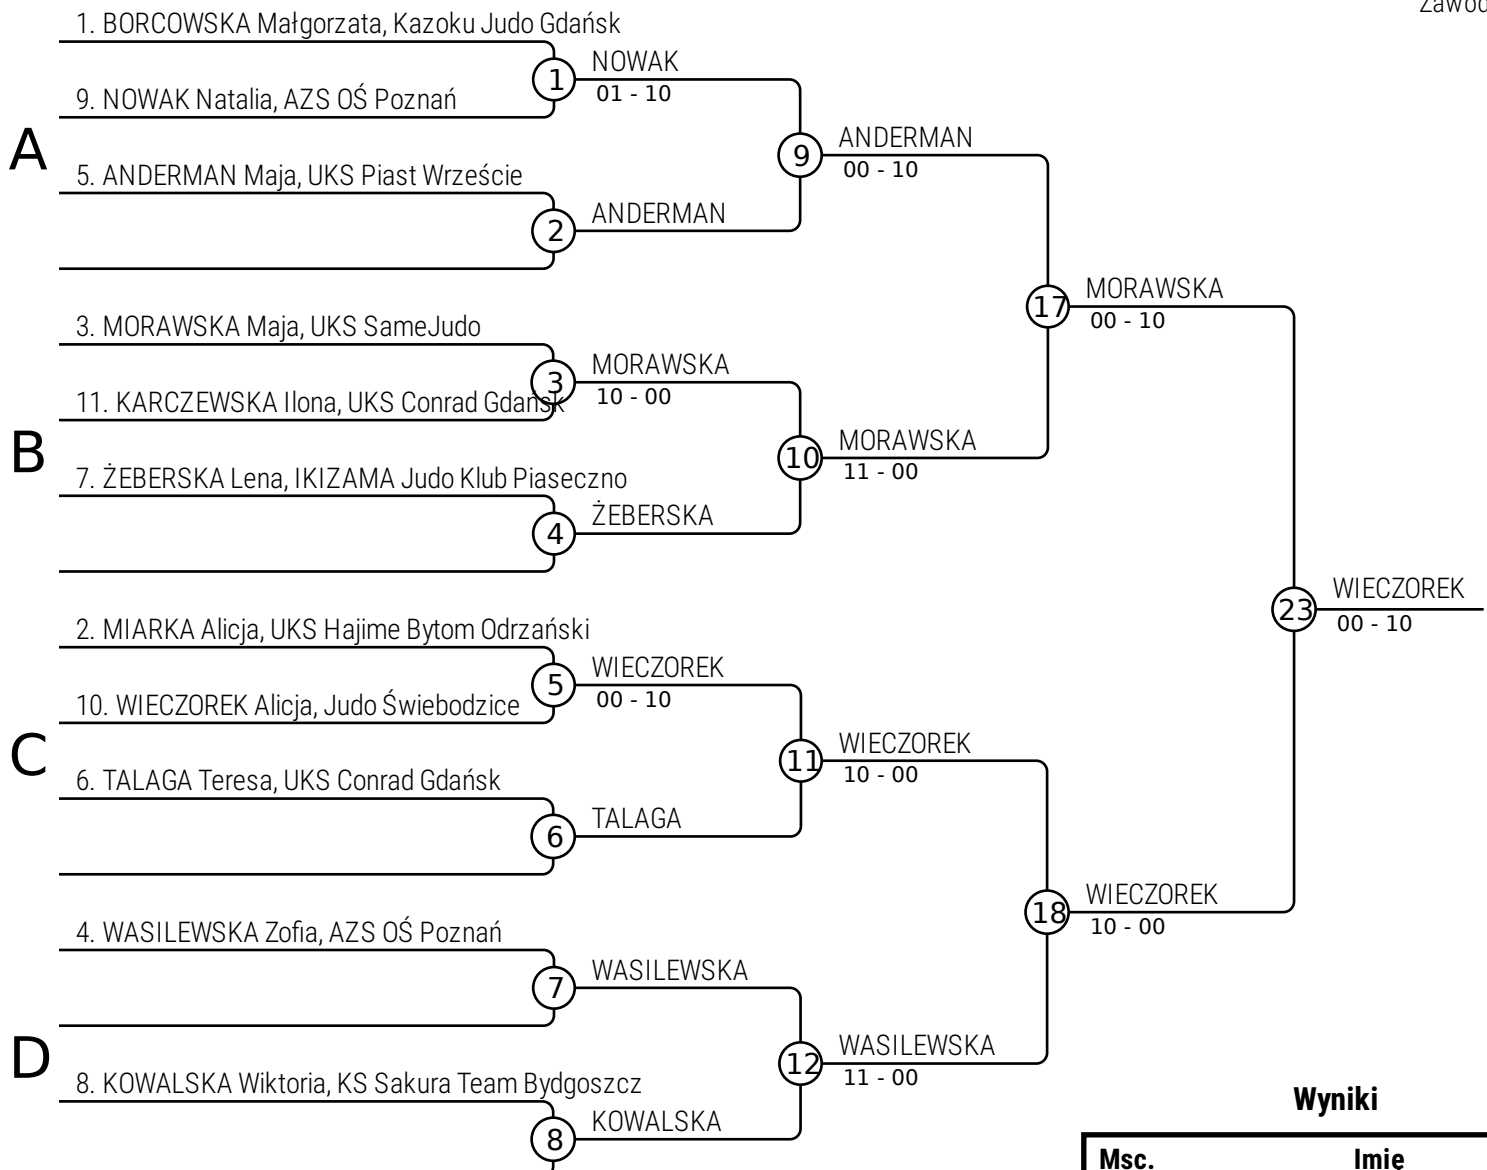 Zawod
1. BORCOWSKA Małgorzata, Kazoku Judo Gdańsk
1
NOWAK
01 - 10
9. NOWAK Natalia, AZS OŚ Poznań
A
9
ANDERMAN
00 - 10
5. ANDERMAN Maja, UKS Piast Wrzeście
2
ANDERMAN
17
MORAWSKA
00 - 10
3. MORAWSKA Maja, UKS SameJudo
3
MORAWSKA
10 - 00
11. KARCZEWSKA Ilona, UKS Conrad Gdańsk
B
10
MORAWSKA
11 - 00
7. ŻEBERSKA Lena, IKIZAMA Judo Klub Piaseczno
4
ŻEBERSKA
23
WIECZOREK
00 - 10
2. MIARKA Alicja, UKS Hajime Bytom Odrzański
5
WIECZOREK
00 - 10
10. WIECZOREK Alicja, Judo Świebodzice
C
11
WIECZOREK
10 - 00
6. TALAGA Teresa, UKS Conrad Gdańsk
6
TALAGA
18
WIECZOREK
10 - 00
4. WASILEWSKA Zofia, AZS OŚ Poznań
7
WASILEWSKA
D
12
WASILEWSKA
11 - 00
8. KOWALSKA Wiktoria, KS Sakura Team Bydgoszcz
8
KOWALSKA
Wyniki
Msc. Imię